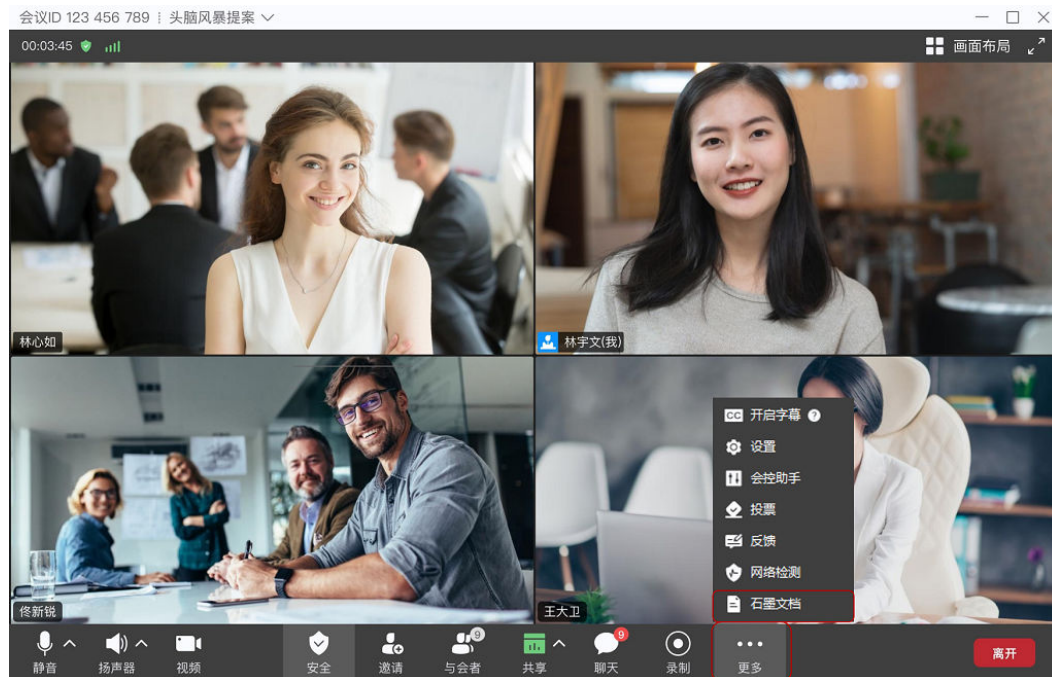 会议ID 123 456 789 ⁞ 头脑风暴提案
00:03:45
画面布局
林心如
林宇文(我)
CC 开启字幕 ?
设置
会控助手
投票
反馈
网络检测
石墨文档
佟新锐
王大卫
静音
扬声器
视频
安全
邀请
9
与会者
共享
9
聊天
录制
更多
离开